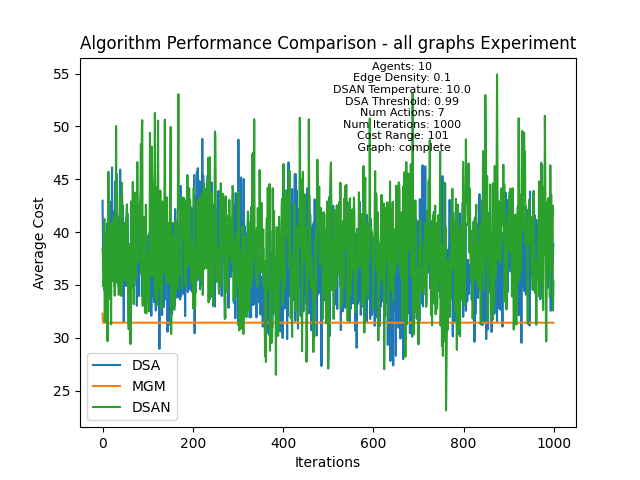 Algorithm Performance Comparison - all graphs Experiment
Agents: 10
Edge Density: 0.1
DSAN Temperature: 10.0
DSA Threshold: 0.99
Num Actions: 7
Num Iterations: 1000
Cost Range: 101
Graph: complete
55
50
45
40
35
30
25
Average Cost
DSA
MGM
DSAN
0
200
400
600
800
1000
Iterations